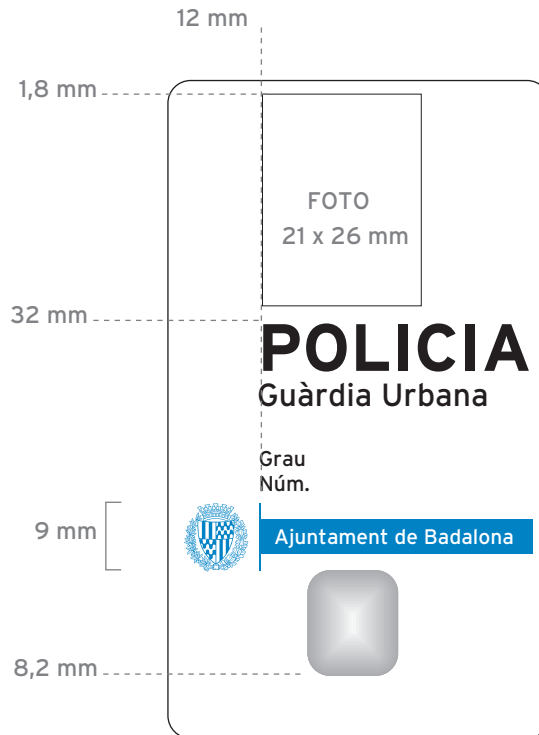 12 mm
1,8 mm
FOTO
21 x 26 mm
32 mm
POLICIA
Guàrdia Urbana
Grau
Núm.
9 mm
Ajuntament de Badalona
8,2 mm